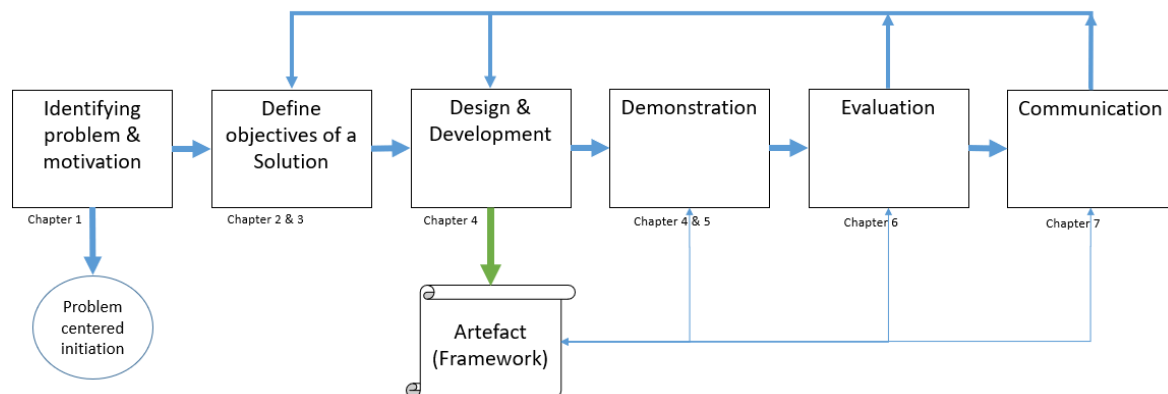 Identifying
problem &
motivation
Define
objectives of a
Solution
Design &
Development
Demonstration
Evaluation
Communication
Chapter 1
Chapter 2 & 3
Chapter 4
Chapter 4 & 5
Chapter 6
Chapter 7
Problem
centered
initiation
Artefact
(Framework)